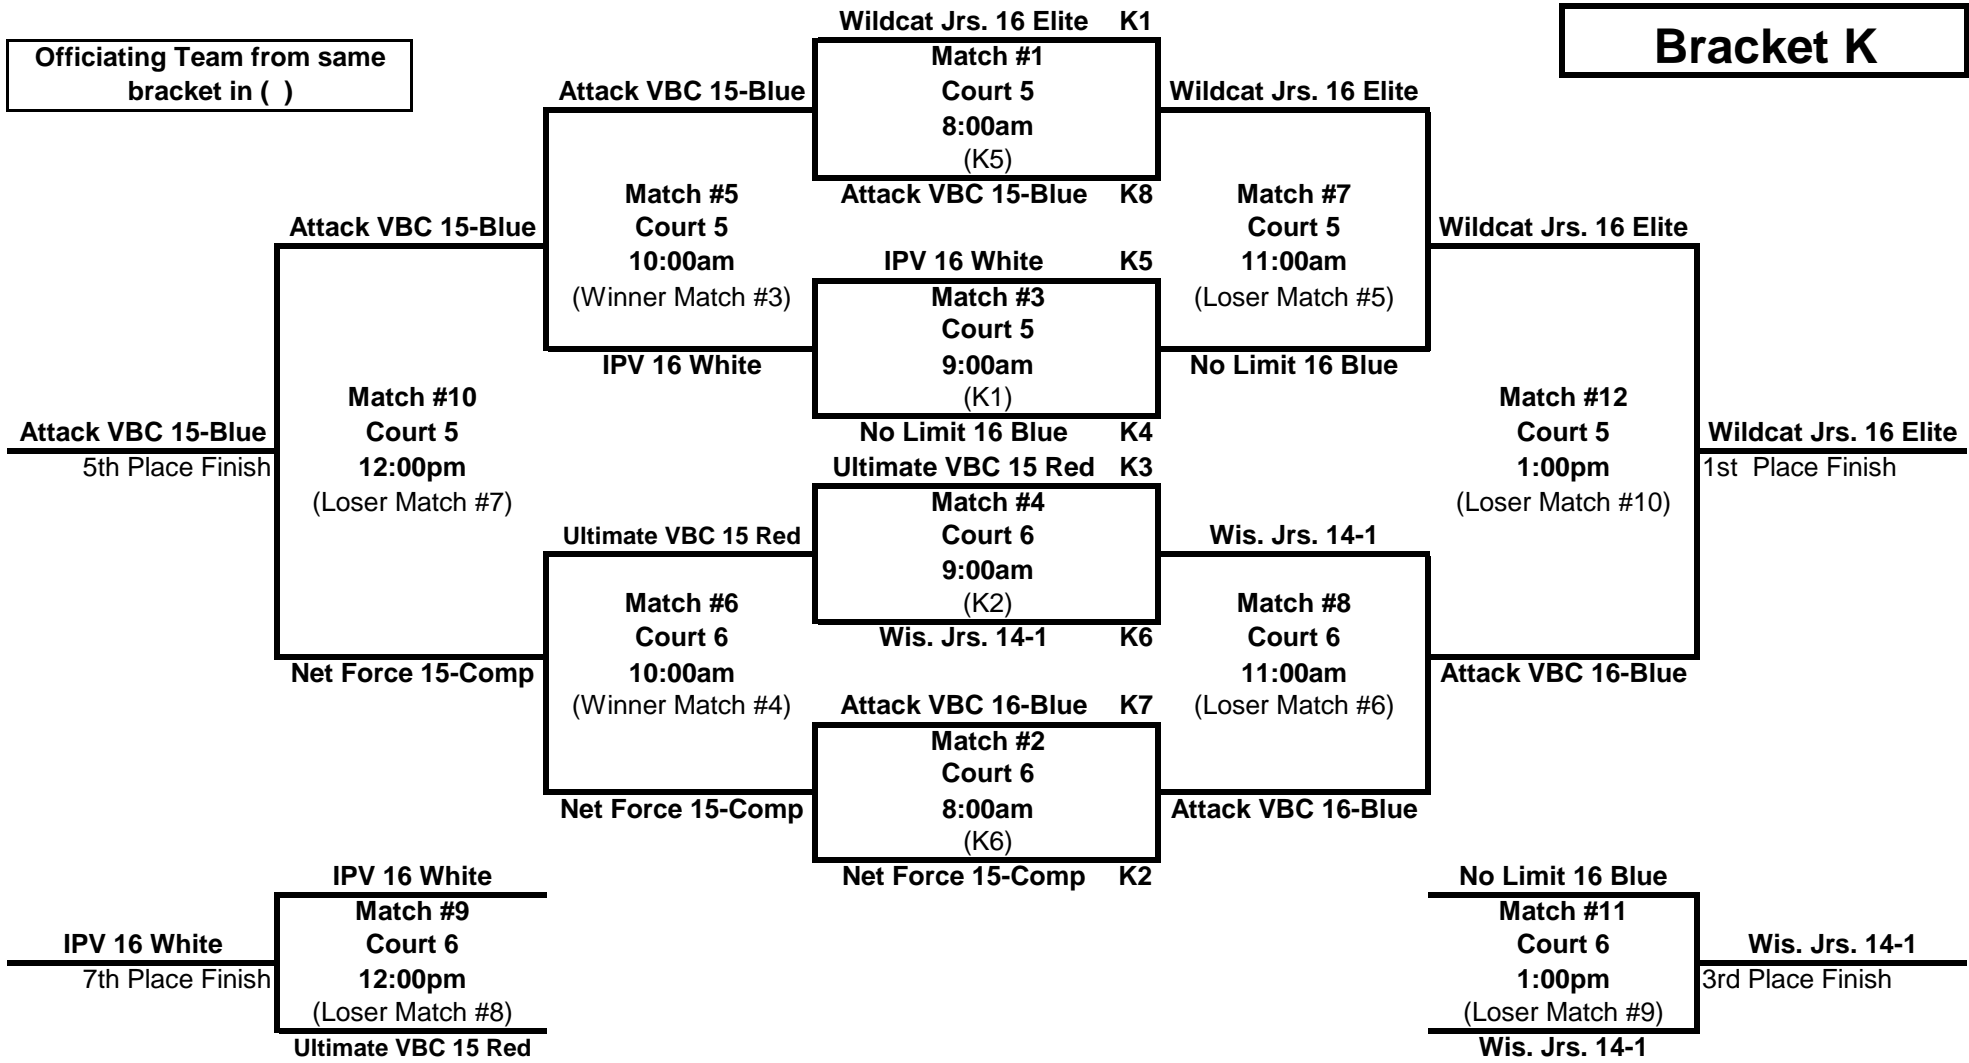 Wildcat Jrs. 16 Elite K1
Officiating Team from same
bracket in ( )
Bracket K
Match #1
Court 5
8:00am
(K5)
Attack VBC 15-Blue K8
Attack VBC 15-Blue
Wildcat Jrs. 16 Elite
Match #5
Court 5
10:00am
(Winner Match #3)
Match #7
Court 5
11:00am
(Loser Match #5)
Attack VBC 15-Blue
Wildcat Jrs. 16 Elite
IPV 16 White K5
Match #3
Court 5
9:00am
(K1)
No Limit 16 Blue K4
IPV 16 White
No Limit 16 Blue
Match #10
Court 5
12:00pm
(Loser Match #7)
Match #12
Court 5
1:00pm
(Loser Match #10)
Attack VBC 15-Blue
5th Place Finish
Wildcat Jrs. 16 Elite
1st Place Finish
Ultimate VBC 15 Red K3
Match #4
Court 6
9:00am
(K2)
Wis. Jrs. 14-1 K6
Ultimate VBC 15 Red
Wis. Jrs. 14-1
Match #6
Court 6
10:00am
(Winner Match #4)
Match #8
Court 6
11:00am
(Loser Match #6)
Net Force 15-Comp
Attack VBC 16-Blue
Attack VBC 16-Blue K7
Match #2
Court 6
8:00am
(K6)
Net Force 15-Comp K2
Net Force 15-Comp
Attack VBC 16-Blue
IPV 16 White
Match #9
Court 6
12:00pm
(Loser Match #8)
Ultimate VBC 15 Red
IPV 16 White
7th Place Finish
No Limit 16 Blue
Match #11
Court 6
1:00pm
(Loser Match #9)
Wis. Jrs. 14-1
Wis. Jrs. 14-1
3rd Place Finish